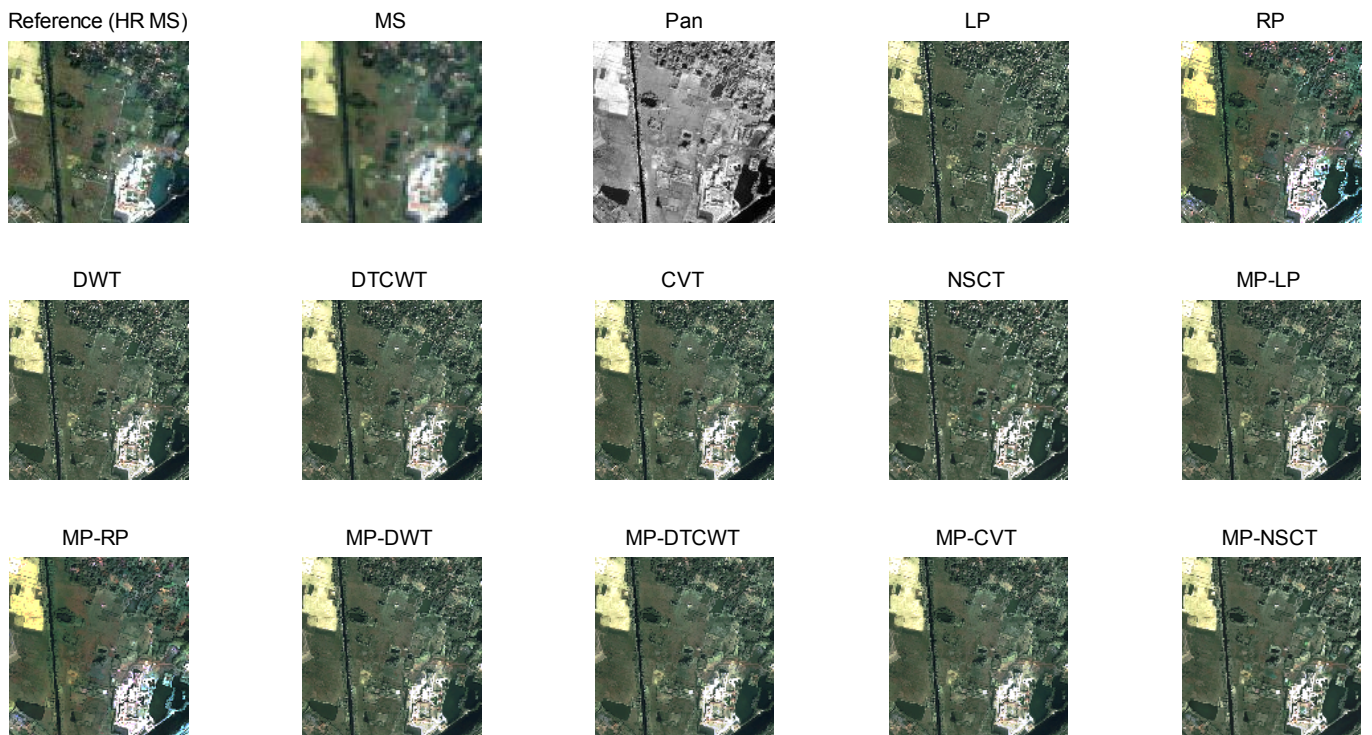 Reference (HR MS) MS Pan LP RP
DWT DTCWT CVT NSCT MP-LP
MP-RP MP-DWT MP-DTCWT MP-CVT MP-NSCT